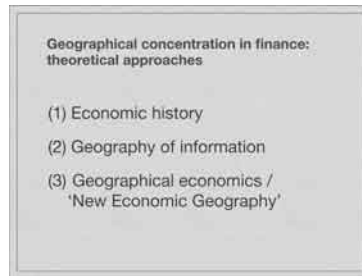 Geographical concentration in finance:
theoretical approaches
(1) Economic history
(2) Geography of information
(3) Geographical economics /
'New Economic Geography'